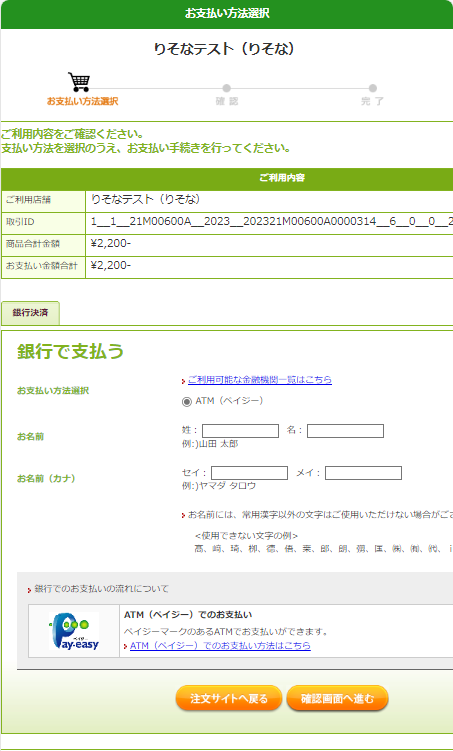 お支払い方法選択
りそなテスト（りそな）
お支払い方法選択
確 認
完 了
ご利用内容をご確認ください。
支払い方法を選択のうえ、お支払い手続きを行ってください。
ご利用内容
ご利用店舗 りそなテスト（りそな）
取引ID 1__1__21M00600A__2023__202321M00600A0000314__6__0__0__2
商品合計金額 ¥2,200-
お支払い金額合計 ¥2,200-
銀行決済
銀行で支払う
お支払い方法選択
ご利用可能な金融機関一覧はこちら
ATM（ペイジー）
お名前
姓： 名：
例:)山田 太郎
お名前（カナ）
セイ： メイ：
例:)ヤマダ タロウ
お名前には、常用漢字以外の文字はご使用いただけない場合がご
<使用できない文字の例>
銀行でのお支払いの流れについて
ペイジー
Pay-easy
ATM（ペイジー）でのお支払い
ペイジーマークのあるATMでお支払いができます。
ATM（ペイジー）でのお支払い方法はこちら
注文サイトへ戻る
確認画面へ進む